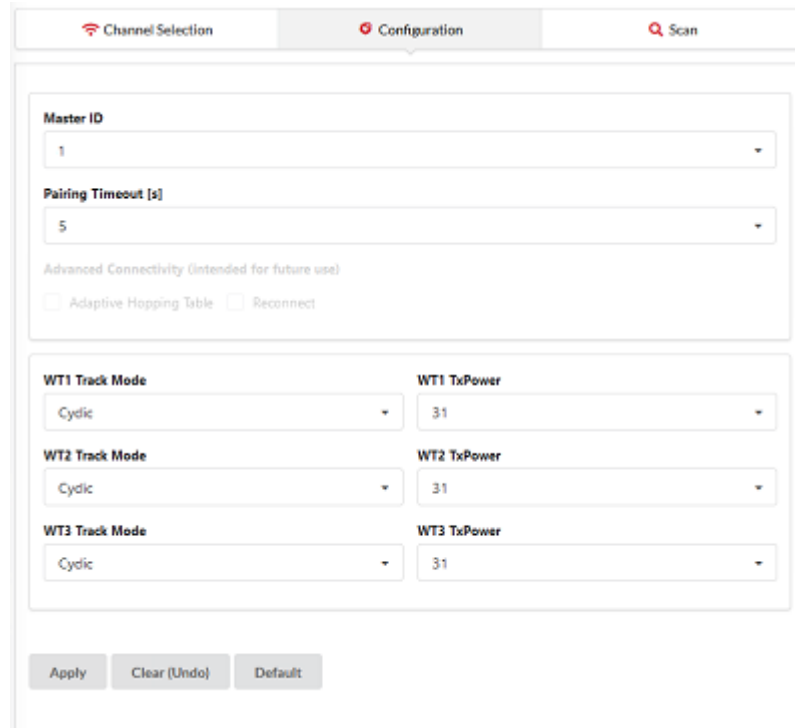 Channel Selection Configuration Scan
Master ID
1
Pairing Timeout [s]
5
Advanced Connectivity (intended for future use)
Adaptive Hopping Table Reconnect
WT1 Track Mode WT1 TxPower
Cyclic 31
WT2 Track Mode WT2 TxPower
Cyclic 31
WT3 Track Mode WT3 TxPower
Cyclic 31
Apply Clear (Undo) Default